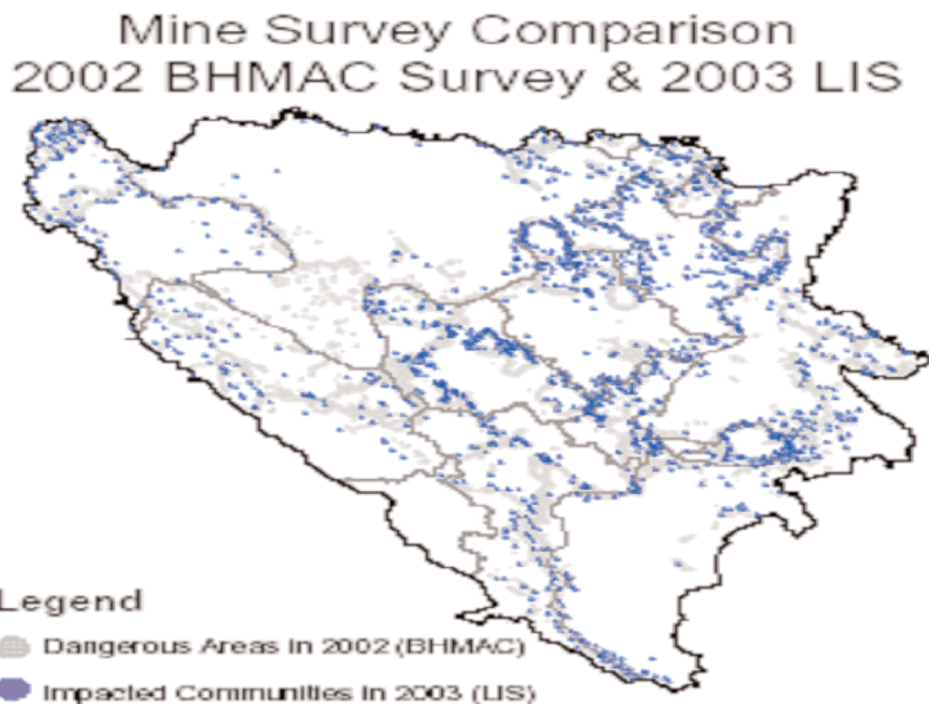 Mine Survey Comparison
2002 BHMAC Survey & 2003 LIS
Legend
Dangerous Areas in 2002 (BHMAC)
Impacted Communities in 2003 (LIS)